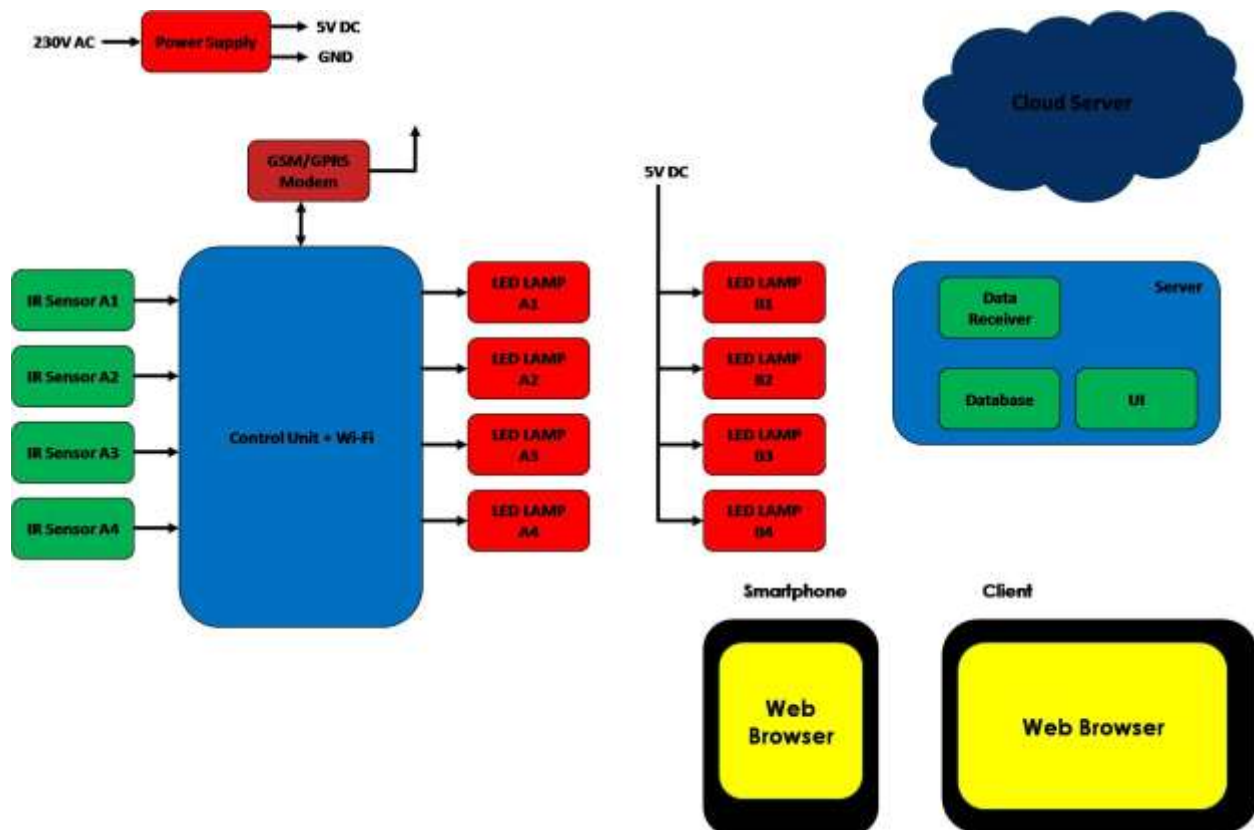 230V AC
Power Supply
5V DC
GND
Cloud Server
GSM/GPRS
Modem
5V DC
IR Sensor A1
IR Sensor A2
IR Sensor A3
IR Sensor A4
Control Unit + Wi-Fi
LED LAMP
A1
LED LAMP
A2
LED LAMP
A3
LED LAMP
A4
LED LAMP
B1
LED LAMP
B2
LED LAMP
B3
LED LAMP
B4
Server
Data
Receiver
Database
UI
Smartphone
Web
Browser
Client
Web Browser